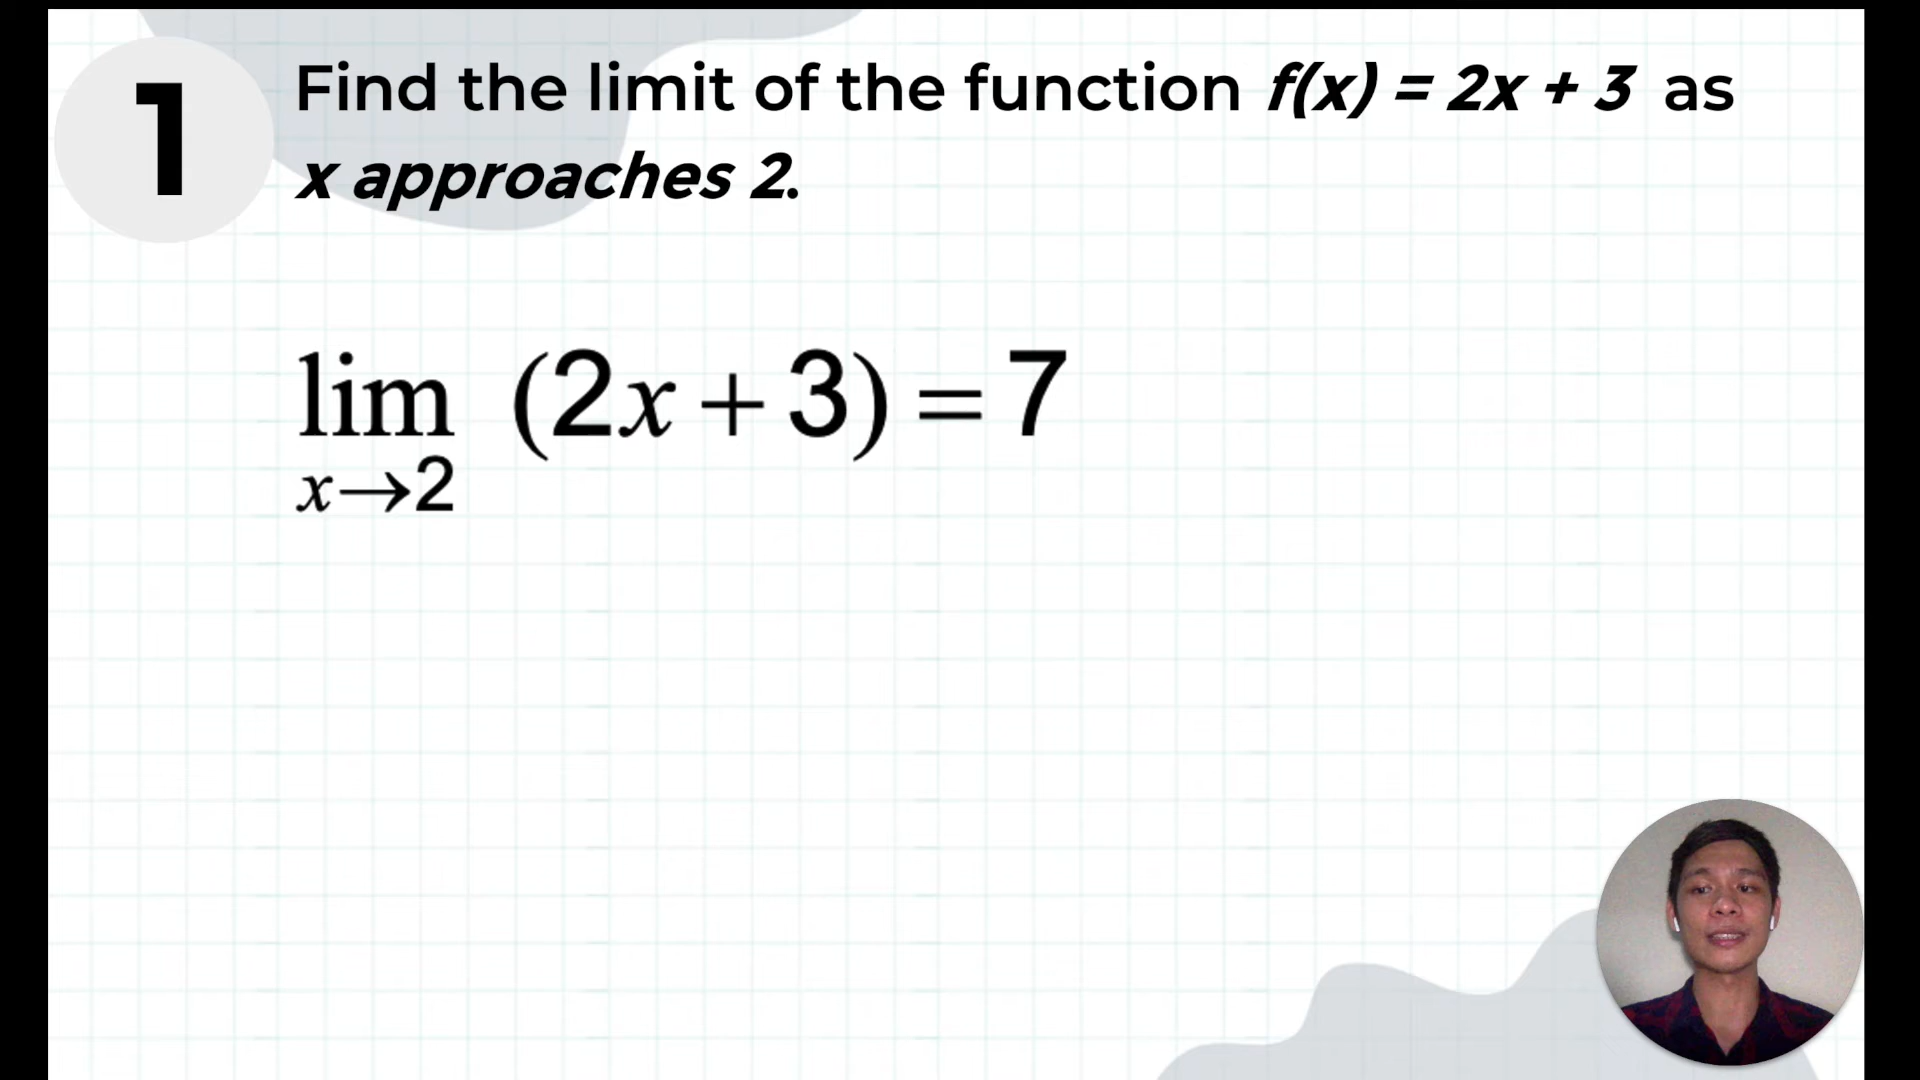 1
Find the limit of the function f(x) = 2x + 3 as
x approaches 2.
lim (2x + 3) = 7
x→2